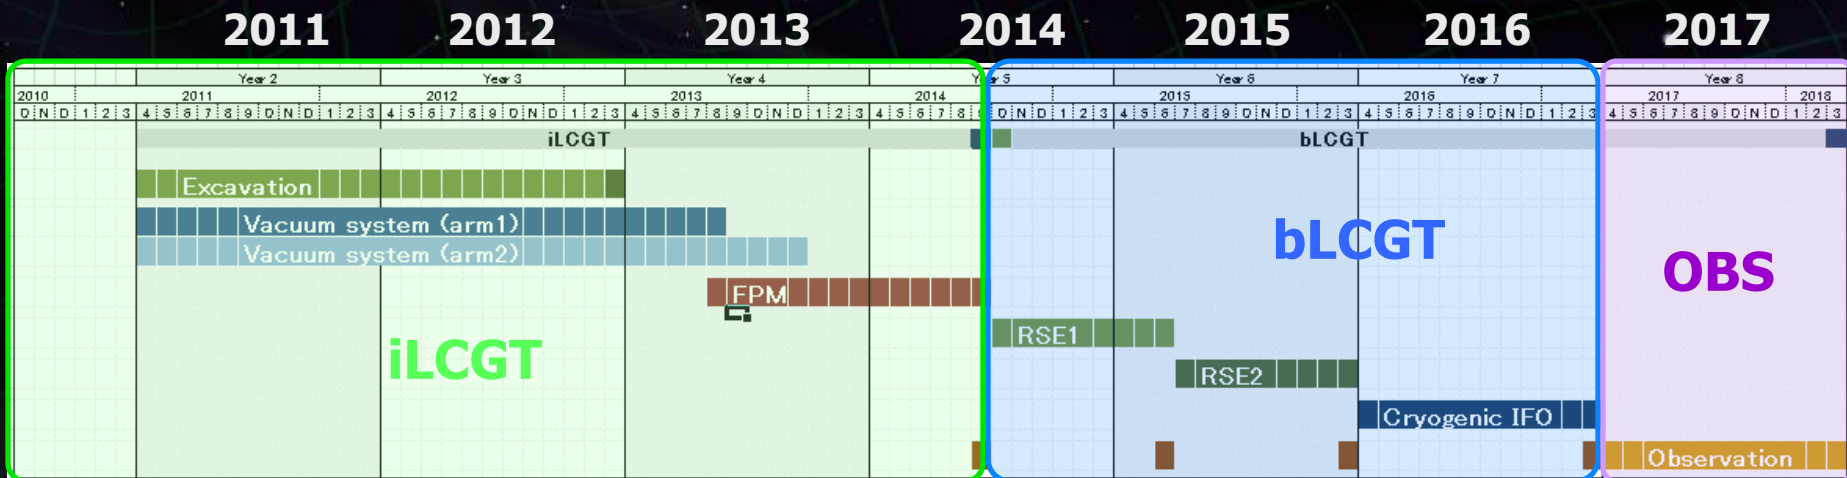 2011 2012 2013 2014 2015 2016 2017
Year 2 Year 3 Year 4 Year 5 Year 6 Year 7 Year 8
2010 2011 2012 2013 2014 2015 2016 2017 2018
O N D 1 2 3 4 5 6 7 8 9 O N D 1 2 3 4 5 6 7 8 9 O N D 1 2 3 4 5 6 7 8 9 O N D 1 2 3 4 5 6 7 8 9 O N D 1 2 3 4 5 6 7 8 9 O N D 1 2 3 4 5 6 7 8 9 O N D 1 2 3 4 5 6 7 8 9 O N D 1 2 3
iLCGT bLCGT
Excavation
Vacuum system (arm1)
Vacuum system (arm2)
bLCGT
OBS
FPM
RSE1
iLCGT
RSE2
Cryogenic IFO
Observation